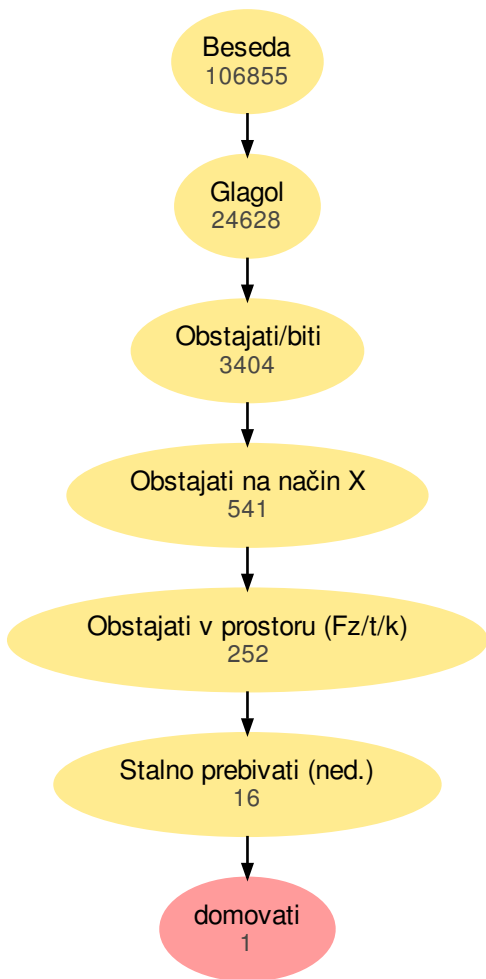 Beseda
106855
Glagol
24628
Obstajati/biti
3404
Obstajati na način X
541
Obstajati v prostoru (Fz/t/k)
252
Stalno prebivati (ned.)
16
domovati
1